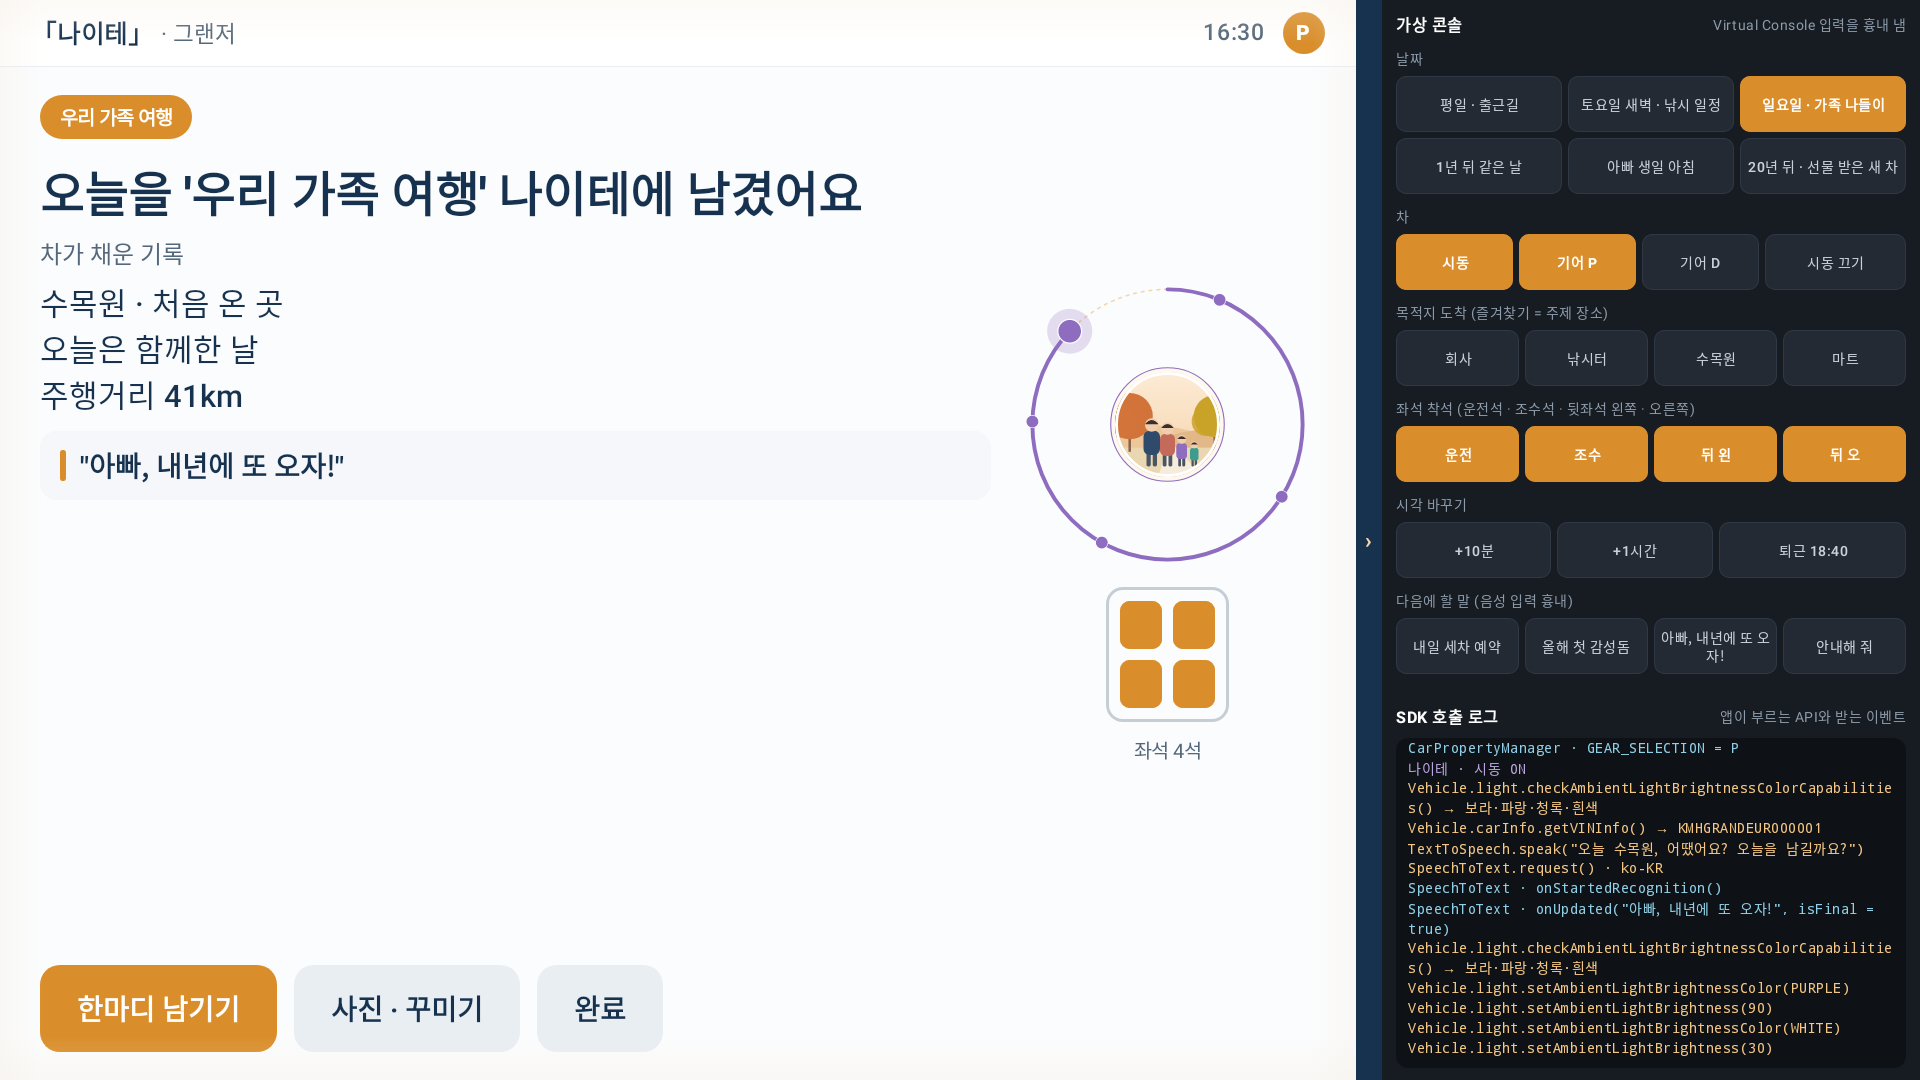 「나이테」 · 그랜저
16:30 P
우리 가족 여행
오늘을 '우리 가족 여행' 나이테에 남겼어요
차가 채운 기록
수목원 · 처음 온 곳
오늘은 함께한 날
주행거리 41km
"아빠, 내년에 또 오자!"
좌석 4석
한마디 남기기 사진 · 꾸미기 완료
›
가상 콘솔 Virtual Console 입력을 흉내 냄
날짜
평일 · 출근길 토요일 새벽 · 낚시 일정 일요일 · 가족 나들이
1년 뒤 같은 날 아빠 생일 아침 20년 뒤 · 선물 받은 새 차
차
시동 기어 P 기어 D 시동 끄기
목적지 도착 (즐겨찾기 = 주제 장소)
회사 낚시터 수목원 마트
좌석 착석 (운전석 · 조수석 · 뒷좌석 왼쪽 · 오른쪽)
운전 조수 뒤 왼 뒤 오
시각 바꾸기
+10분 +1시간 퇴근 18:40
다음에 할 말 (음성 입력 흉내)
내일 세차 예약 올해 첫 감성돔 아빠, 내년에 또 오자! 안내해 줘
SDK 호출 로그 앱이 부르는 API와 받는 이벤트
CarPropertyManager · GEAR_SELECTION = P
나이테 · 시동 ON
Vehicle.light.checkAmbientLightBrightnessColorCapabilitie
s() → 보라·파랑·청록·흰색
Vehicle.carInfo.getVINInfo() → KMHGRANDEUR000001
TextToSpeech.speak("오늘 수목원, 어땠어요? 오늘을 남길까요?")
SpeechToText.request() · ko-KR
SpeechToText · onStartedRecognition()
SpeechToText · onUpdated("아빠, 내년에 또 오자!", isFinal =
true)
Vehicle.light.checkAmbientLightBrightnessColorCapabilitie
s() → 보라·파랑·청록·흰색
Vehicle.light.setAmbientLightBrightnessColor(PURPLE)
Vehicle.light.setAmbientLightBrightness(90)
Vehicle.light.setAmbientLightBrightnessColor(WHITE)
Vehicle.light.setAmbientLightBrightness(30)